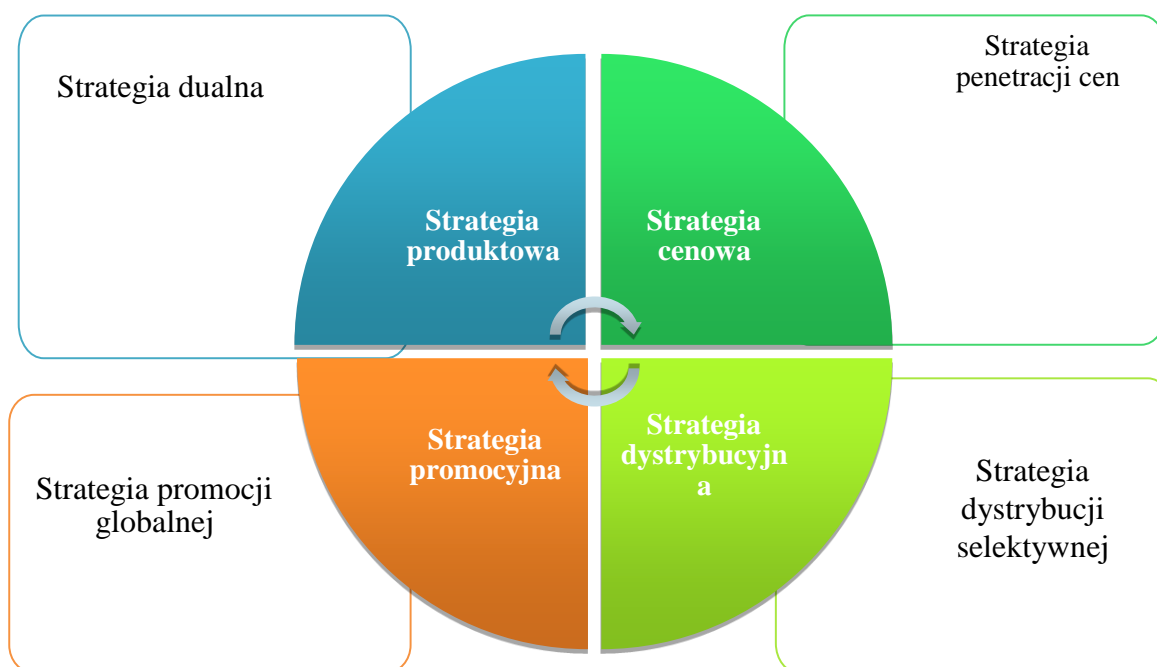 Strategia dualna
Strategia
penetracji cen
Strategia
produktowa
Strategia
cenowa
Strategia
promocyjna
Strategia
dystrybucyjn
a
Strategia promocji
globalnej
Strategia
dystrybucji
selektywnej